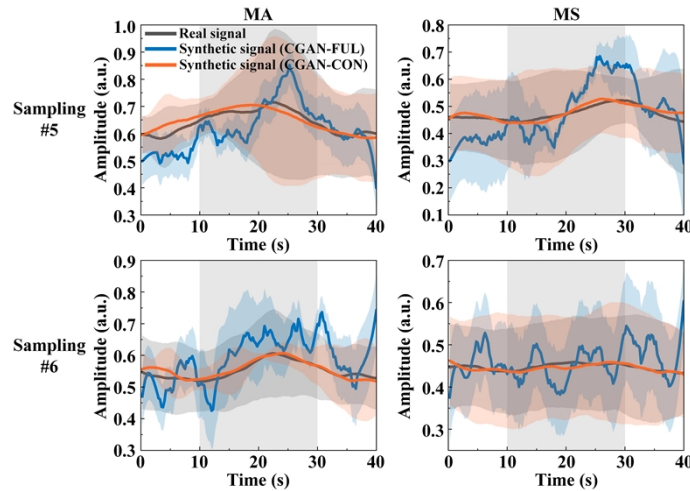 MA
MS
Real signal
Synthetic signal (CGAN-FUL)
Synthetic signal (CGAN-CON)
Sampling
#5
Amplitude (a.u.)
1.0
0.9
0.8
0.7
0.6
0.5
0.4
0.3
0 10 20 30 40
Time (s)
Amplitude (a.u.)
0.8
0.7
0.6
0.5
0.4
0.3
0.2
0.1
0 10 20 30 40
Time (s)
Sampling
#6
Amplitude (a.u.)
0.9
0.8
0.7
0.6
0.5
0.4
0.3
0 10 20 30 40
Time (s)
Amplitude (a.u.)
0.7
0.6
0.5
0.4
0.3
0 10 20 30 40
Time (s)